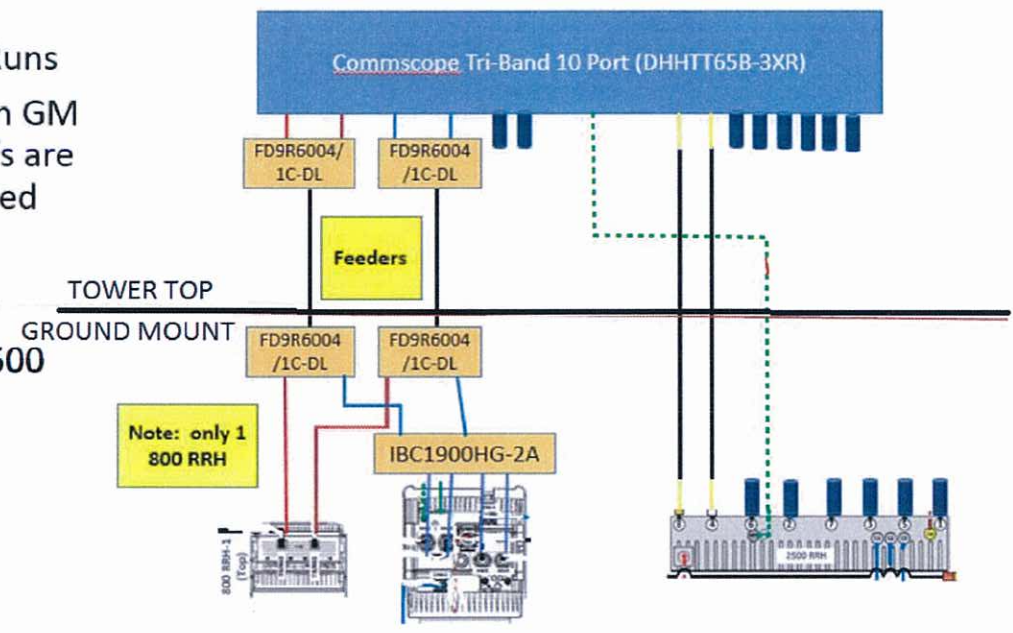 Commscope Tri-Band 10 Port (DHHTT65B-3XR)
uns
GM
s are
ed
FD9R6004/
1C-DL
FD9R6004
/1C-DL
Feeders
TOWER TOP
GROUND MOUNT
FD9R6004
/1C-DL
FD9R6004
/1C-DL
500
Note: only 1
800 RRH
IBC1900HG-2A
800 RRH-1
(Top)
2500 RRH